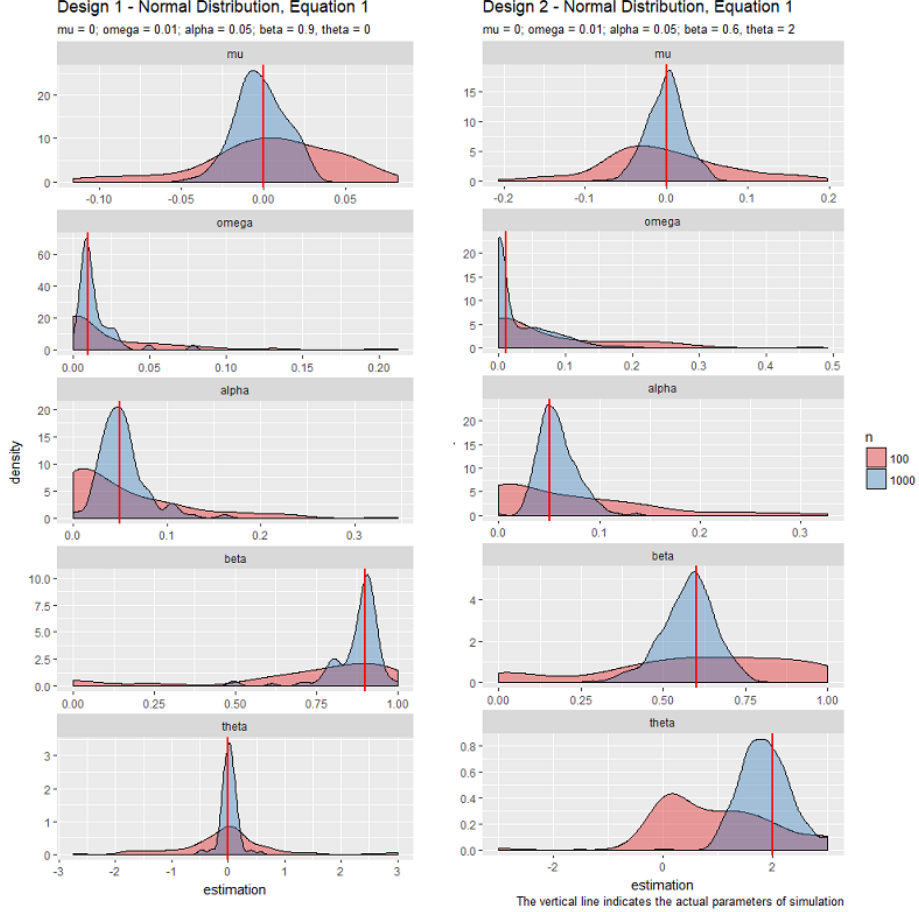 Design 1 - Normal Distribution, Equation 1
mu = 0; omega = 0.01; alpha = 0.05; beta = 0.9, theta = 0
mu
20
10
0
-0.10 -0.05 0.00 0.05
omega
60
40
20
0
0.00 0.05 0.10 0.15 0.20
alpha
20
15
10
5
0
0.0 0.1 0.2 0.3
density
beta
10.0
7.5
5.0
2.5
0.0
0.00 0.25 0.50 0.75 1.00
theta
3
2
1
0
-3 -2 -1 0 1 2 3
estimation
Design 2 - Normal Distribution, Equation 1
mu = 0; omega = 0.01; alpha = 0.05; beta = 0.6, theta = 2
mu
15
10
5
0
-0.2 -0.1 0.0 0.1 0.2
omega
20
15
10
5
0
0.0 0.1 0.2 0.3 0.4 0.5
alpha
20
15
10
5
0
0.0 0.1 0.2 0.3
beta
4
2
0
0.00 0.25 0.50 0.75 1.00
theta
0.8
0.6
0.4
0.2
0.0
-2 0 2
estimation
n
100
1000
The vertical line indicates the actual parameters of simulation